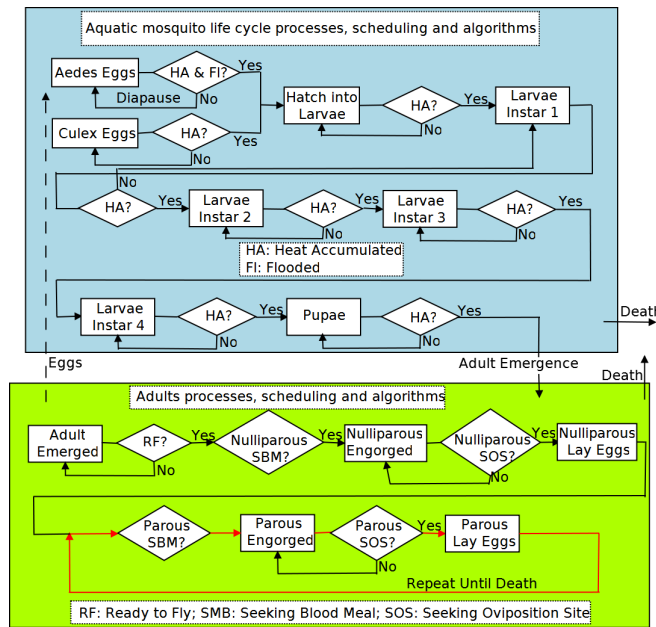 Aquatic mosquito life cycle processes, scheduling and algorithms
Aedes Eggs
HA & Fl?
Yes
No
Diapause
Hatch into
Larvae
HA?
Yes
No
Larvae
Instar 1
Culex Eggs
HA?
Yes
No
No
HA?
Yes
Larvae
Instar 2
HA?
Yes
No
Larvae
Instar 3
HA?
Yes
No
HA: Heat Accumulated
Fl: Flooded
Larvae
Instar 4
HA?
Yes
No
Pupae
HA?
Yes
No
Death
Eggs
Adult Emergence
Death
Adults processes, scheduling and algorithms
Adult
Emerged
RF?
Yes
No
Nulliparous
SBM?
Yes
Nulliparous
Engorged
Nulliparous
SOS?
Yes
No
Nulliparous
Lay Eggs
Parous
SBM?
Parous
Engorged
Parous
SOS?
Yes
No
Parous
Lay Eggs
Repeat Until Death
RF: Ready to Fly; SMB: Seeking Blood Meal; SOS: Seeking Oviposition Site